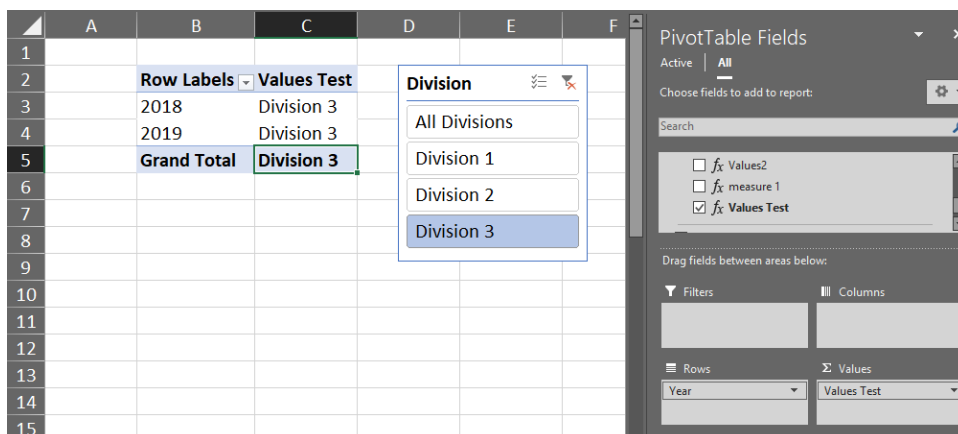 A B C D E F
1
2 Row Labels Values Test
3 2018 Division 3
4 2019 Division 3
5 Grand Total Division 3
6
7
8
9
10
11
12
13
14
15
Division
All Divisions
Division 1
Division 2
Division 3
PivotTable Fields
Active All
Choose fields to add to report:
Search
fx Values2
fx measure 1
fx Values Test
Drag fields between areas below:
Filters
Columns
Rows
Σ Values
Year
Values Test